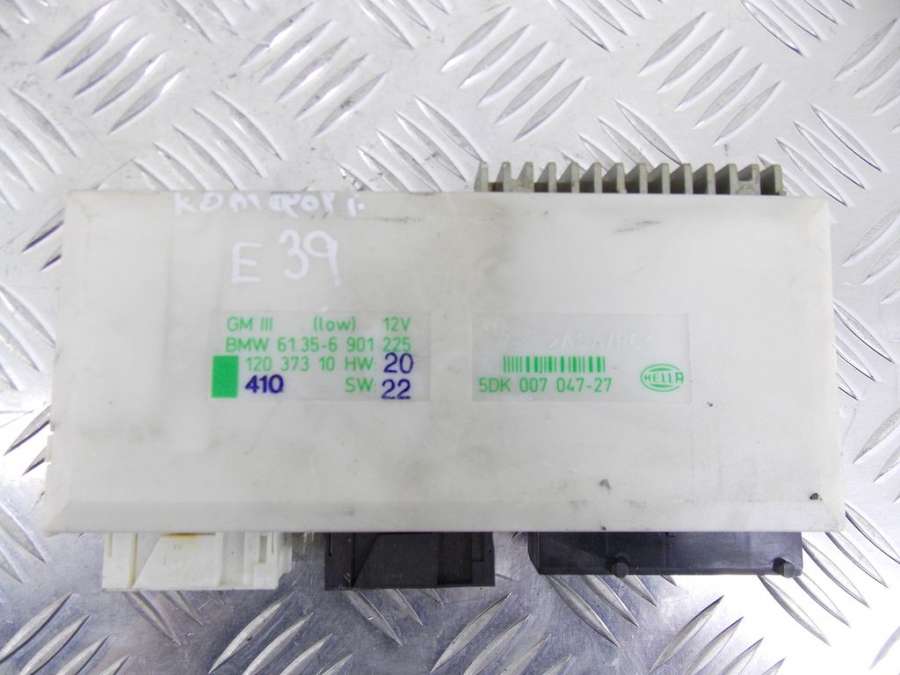 E 39
GM III (low) 12V
BMW 61.35-6 901 225
120 373 10 HW 20
410 SW 22
5DK 007 047-27
HELLA